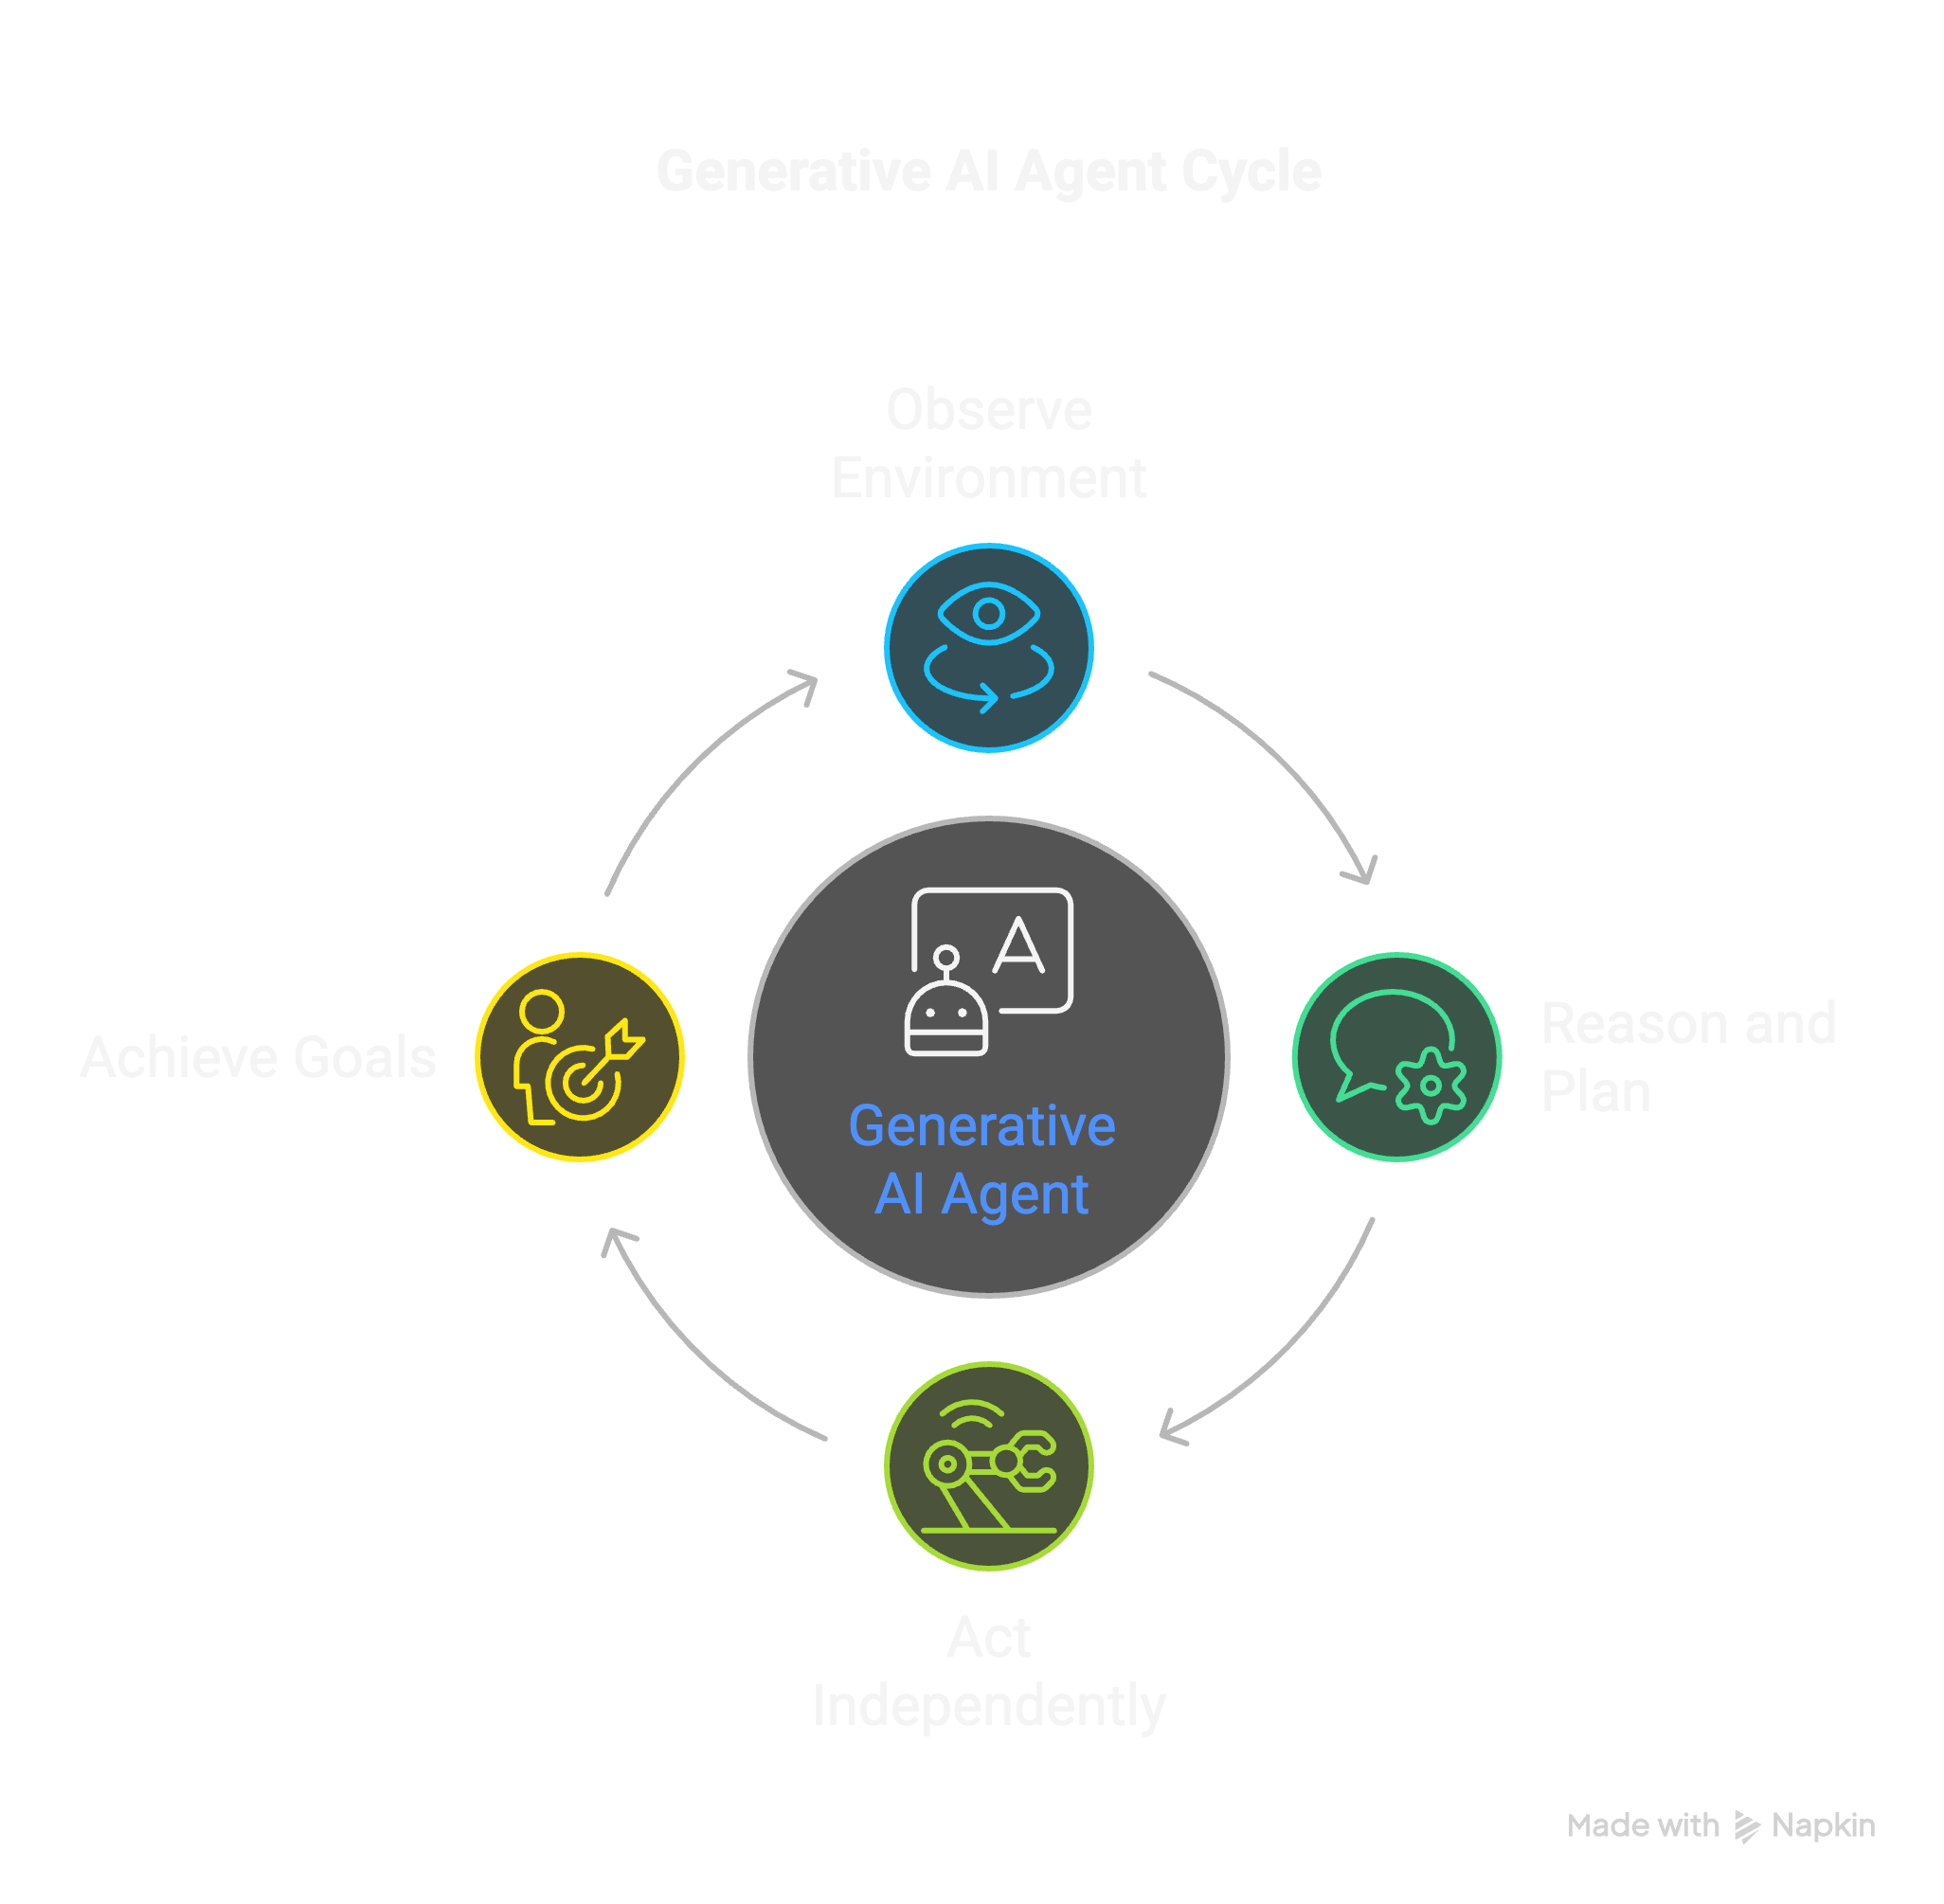 Generative AI Agent Cycle
Observe
Environment
A
Generative
AI Agent
Reason and
Plan
Achieve Goals
Act
Independently
Made with Napkin